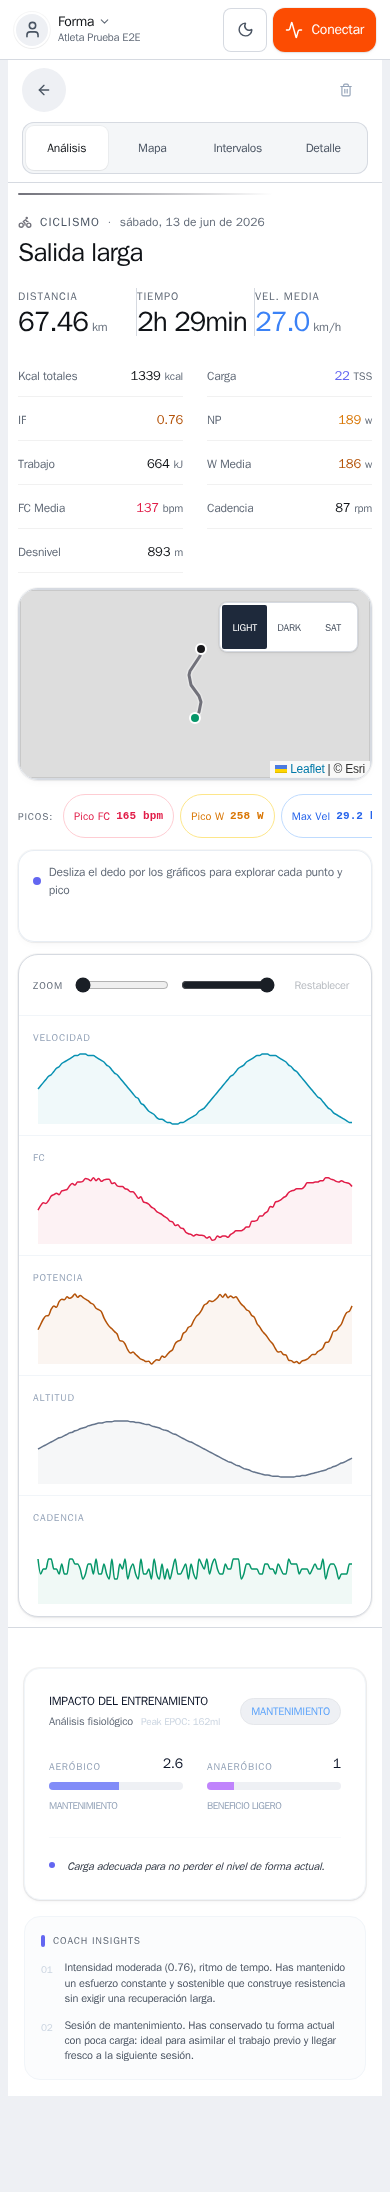 Forma
Atleta Prueba E2E
Conectar
Análisis Mapa Intervalos Detalle
CICLISMO · sábado, 13 de jun de 2026
Salida larga
DISTANCIA TIEMPO VEL. MEDIA
67.46 km 2h 29min 27.0 km/h
Kcal totales 1339 kcal Carga 22 TSS
IF 0.76 NP 189 w
Trabajo 664 kJ W Media 186 w
FC Media 137 bpm Cadencia 87 rpm
Desnivel 893 m
LIGHT DARK SAT
Leaflet | © Esri
PICOS: Pico FC 165 bpm Pico W 258 W Max Vel 29.2
Desliza el dedo por los gráficos para explorar cada punto y
pico
ZOOM Restablecer
VELOCIDAD
FC
POTENCIA
ALTITUD
CADENCIA
IMPACTO DEL ENTRENAMIENTO
MANTENIMIENTO
Análisis fisiológico Peak EPOC: 162ml
AERÓBICO 2.6 ANAERÓBICO 1
MANTENIMIENTO BENEFICIO LIGERO
Carga adecuada para no perder el nivel de forma actual.
COACH INSIGHTS
01 Intensidad moderada (0.76), ritmo de tempo. Has mantenido
un esfuerzo constante y sostenible que construye resistencia
sin exigir una recuperación larga.
02 Sesión de mantenimiento. Has conservado tu forma actual
con poca carga: ideal para asimilar el trabajo previo y llegar
fresco a la siguiente sesión.